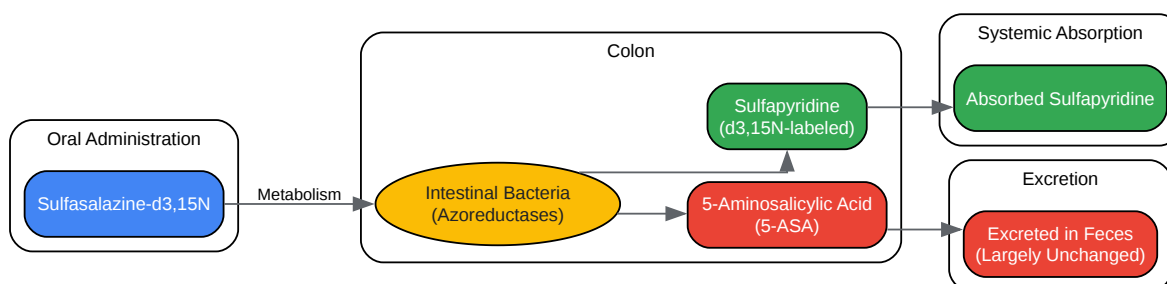 Oral Administration
Sulfasalazine-d3,15N
Metabolism
Colon
Intestinal Bacteria
(Azoreductases)
Sulfapyridine
(d3,15N-labeled)
5-Aminosalicylic Acid
(5-ASA)
Systemic Absorption
Absorbed Sulfapyridine
Excretion
Excreted in Feces
(Largely Unchanged)